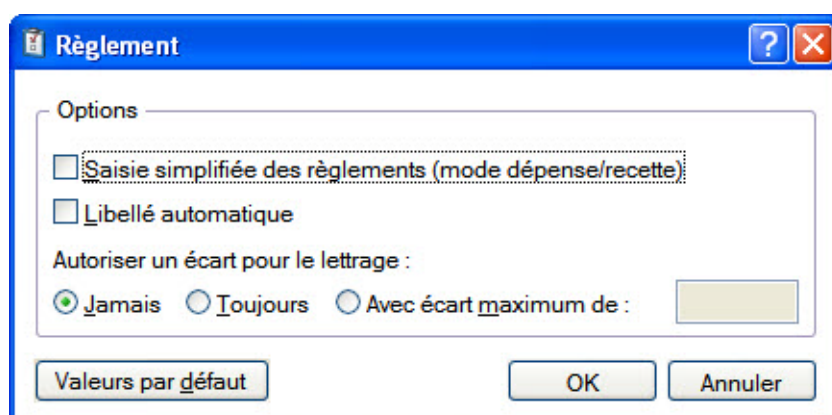 Règlement
Options
Saisie simplifiée des règlements (mode dépense/recette)
Libellé automatique
Autoriser un écart pour le lettrage :
Jamais Toujours Avec écart maximum de :
Valeurs par défaut OK Annuler